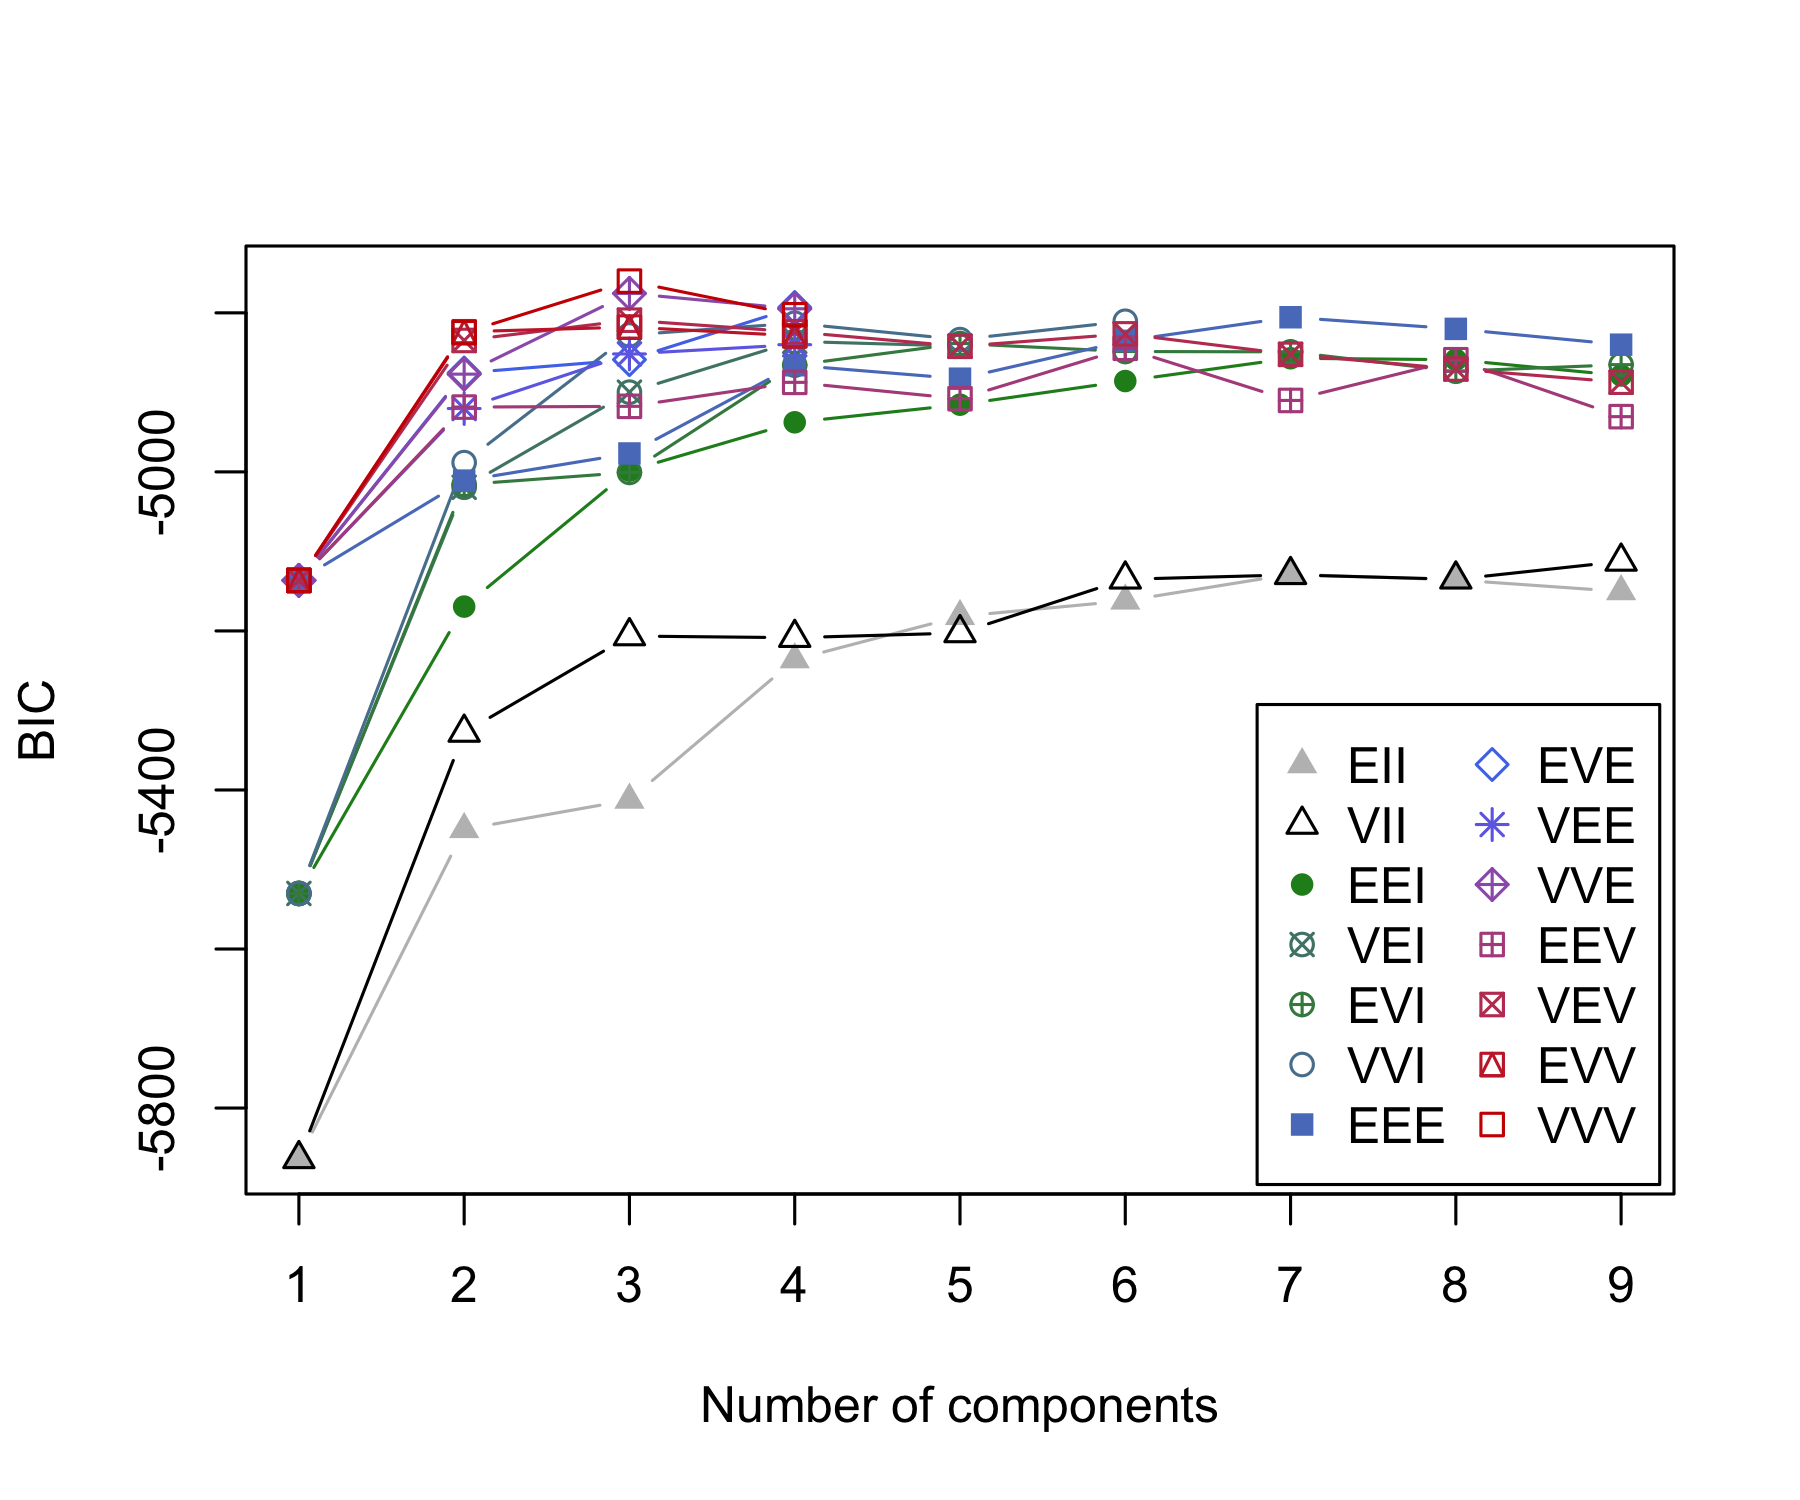 BIC
-5000
-5400
-5800
EII EVE
VII VEE
EEI VVE
VEI EEV
EVI VEV
VVI EVV
EEE VVV
1 2 3 4 5 6 7 8 9
Number of components